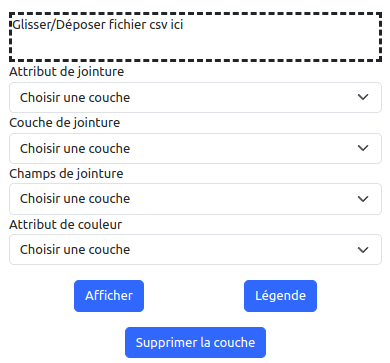 Glisser/Déposer fichier csv ici
Attribut de jointure
Choisir une couche
Couche de jointure
Choisir une couche
Champs de jointure
Choisir une couche
Attribut de couleur
Choisir une couche
Afficher
Légende
Supprimer la couche